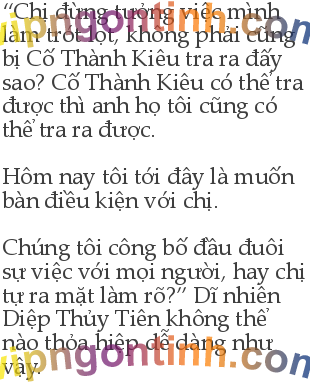 “Chị đừng tưởng việc mình
làm trót lọt, không phải cũng
bị Cố Thành Kiêu tra ra đấy
sao? Cố Thành Kiêu có thể tra
được thì anh họ tôi cũng có
thể tra ra được.
Hôm nay tôi tới đây là muốn
bàn điều kiện với chị.
Chúng tôi công bố đầu đuôi
sự việc với mọi người, hay chị
tự ra mặt làm rõ?” Dĩ nhiên
Diệp Thủy Tiên không thể
nào thỏa hiệp dễ dàng như
vậy.
vipngontinh.com
vipngontinh.com